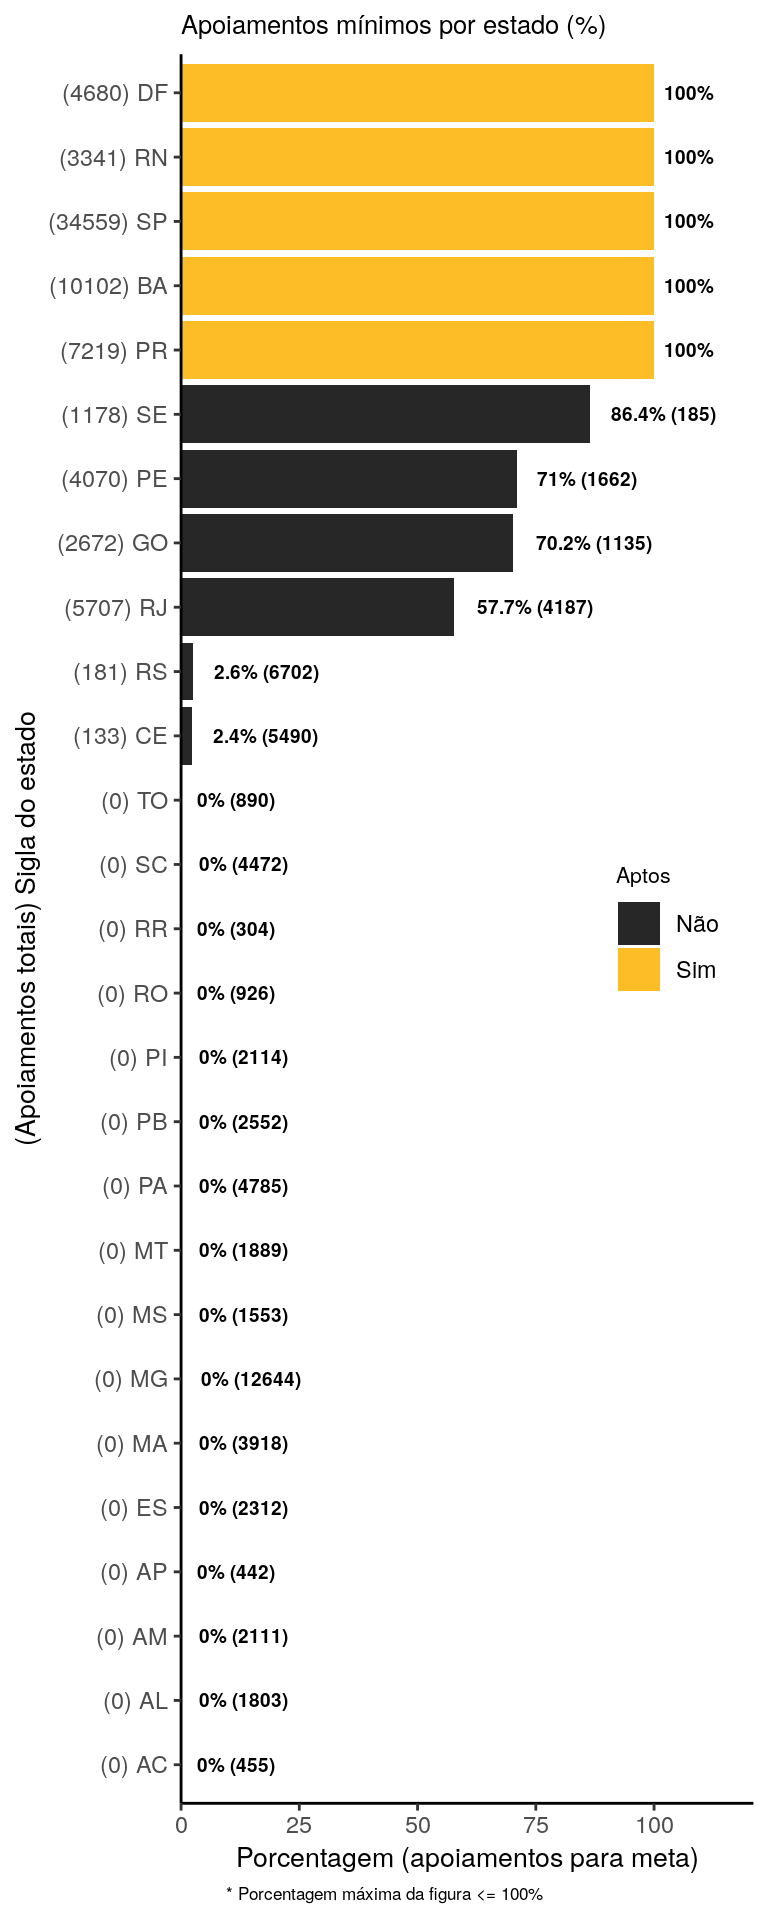 Apoiamentos mínimos por estado (%)
(4680) DF 100%
(3341) RN 100%
(34559) SP 100%
(10102) BA 100%
(7219) PR 100%
(1178) SE 86.4% (185)
(4070) PE 71% (1662)
(2672) GO 70.2% (1135)
(5707) RJ 57.7% (4187)
(181) RS 2.6% (6702)
(133) CE 2.4% (5490)
(0) TO 0% (890)
(0) SC 0% (4472)
(0) RR 0% (304)
(0) RO 0% (926)
(0) PI 0% (2114)
(0) PB 0% (2552)
(0) PA 0% (4785)
(0) MT 0% (1889)
(0) MS 0% (1553)
(0) MG 0% (12644)
(0) MA 0% (3918)
(0) ES 0% (2312)
(0) AP 0% (442)
(0) AM 0% (2111)
(0) AL 0% (1803)
(0) AC 0% (455)
(Apoiamentos totais) Sigla do estado
Aptos
Não
Sim
0 25 50 75 100
Porcentagem (apoiamentos para meta)
* Porcentagem máxima da figura <= 100%